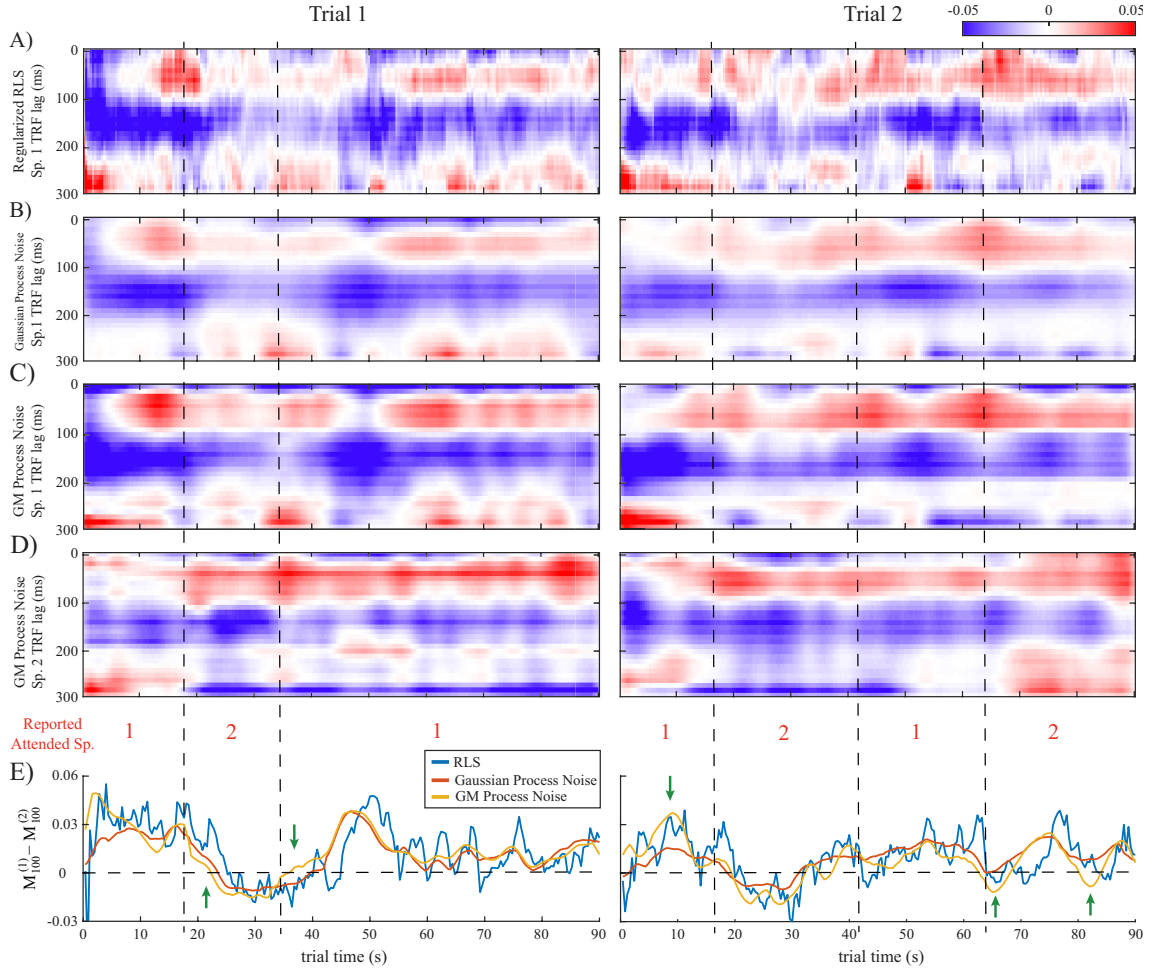 Trial 1
Trial 2
-0.05 0 0.05
A)
Regularized RLS
Sp. 1 TRF lag (ms)
0
100
200
300
B)
Gaussian Process Noise
Sp.1 TRF lag (ms)
0
100
200
300
C)
GM Process Noise
Sp. 1 TRF lag (ms)
0
100
200
300
D)
GM Process Noise
Sp. 2 TRF lag (ms)
0
100
200
300
Reported
Attended Sp.
1 2 1
1 2 1 2
E)
M₁₀₀⁽¹⁾ − M₁₀₀⁽²⁾
0.06
0.03
0
-0.03
RLS
Gaussian Process Noise
GM Process Noise
0 10 20 30 40 50 60 70 80 90
0 10 20 30 40 50 60 70 80 90
trial time (s)
trial time (s)